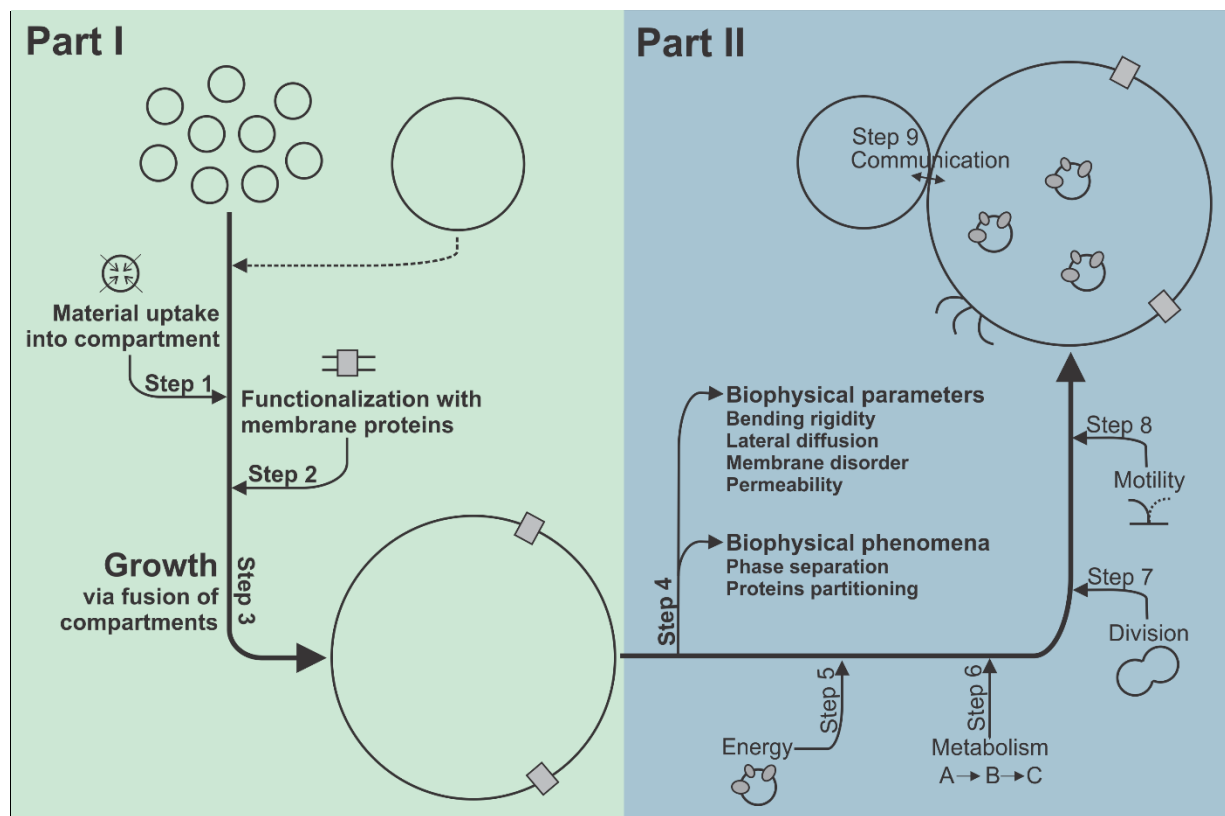 Part I
Material uptake
into compartment
Step 1
Functionalization with
membrane proteins
Step 2
Growth
via fusion of
compartments
Step 3
Part II
Step 9
Communication
Biophysical parameters
Bending rigidity
Lateral diffusion
Membrane disorder
Permeability
Biophysical phenomena
Phase separation
Proteins partitioning
Step 4
Step 5
Energy
Step 6
Metabolism
A→B→C
Step 7
Division
Step 8
Motility